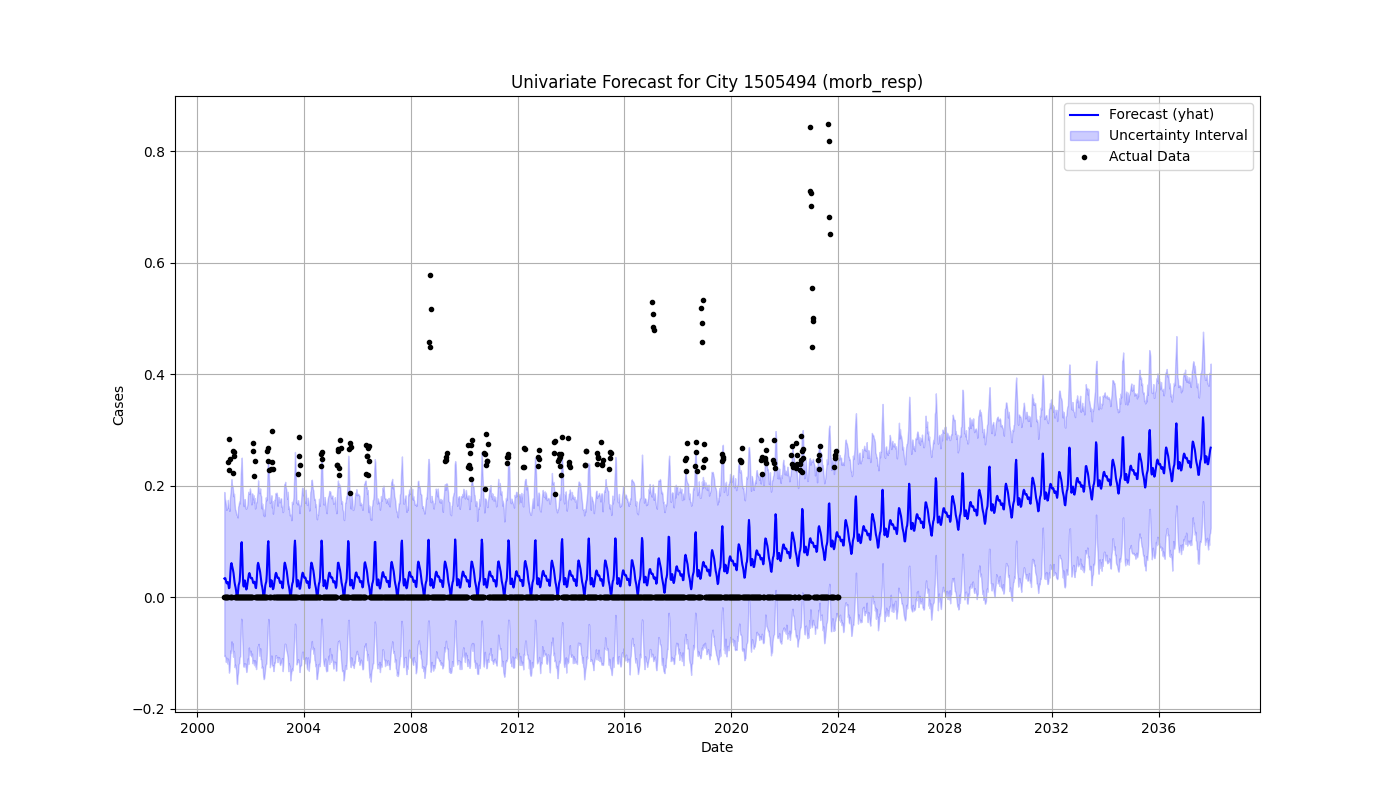 Univariate Forecast for City 1505494 (morb_resp)
Forecast (yhat)
Uncertainty Interval
Actual Data
Cases
0.8
0.6
0.4
0.2
0.0
−0.2
2000 2004 2008 2012 2016 2020 2024 2028 2032 2036
Date